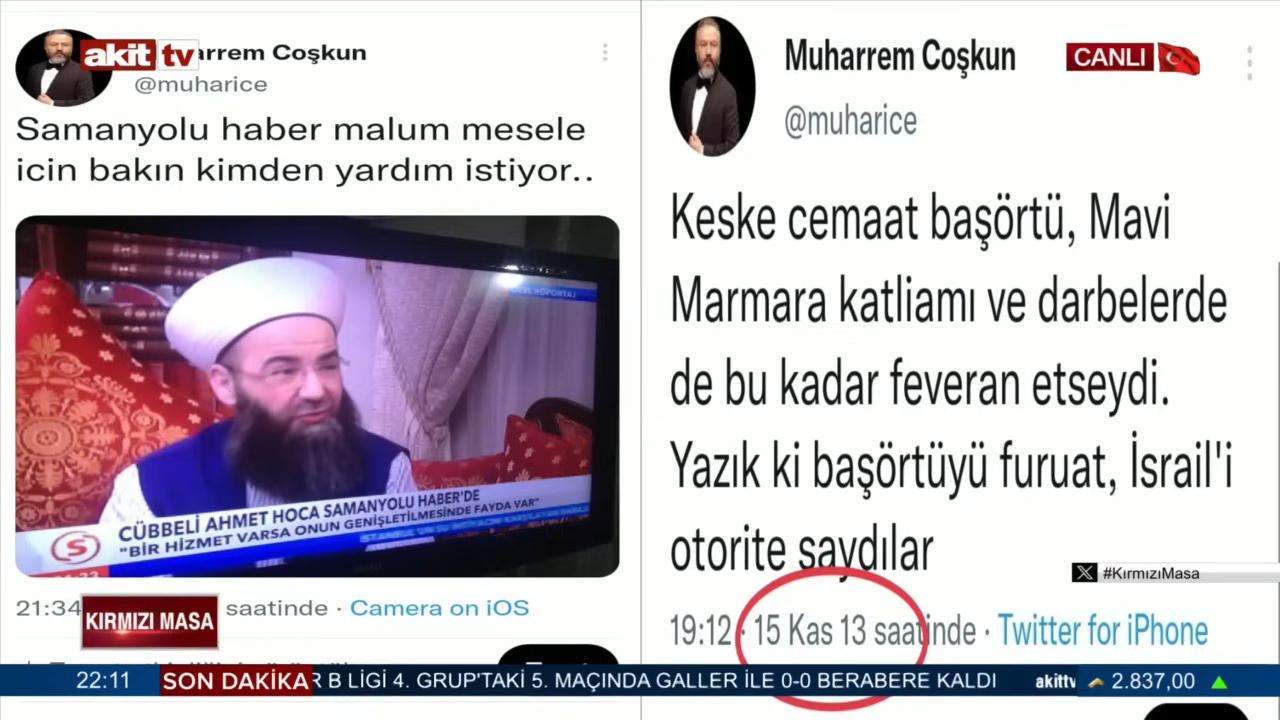 akit tv
Muharrem Coşkun
@muharice
Samanyolu haber malum mesele
icin bakın kimden yardım istiyor..
CÜBBELİ AHMET HOCA SAMANYOLU HABER'DE
"BİR HİZMET VARSA ONUN GENİŞLETİLMESİNDE FAYDA VAR"
S
21:34 saatinde · Camera on iOS
KIRMIZI MASA
Muharrem Coşkun
@muharice
CANLI
Keske cemaat başörtü, Mavi
Marmara katliamı ve darbelerde
de bu kadar feveran etseydi.
Yazık ki başörtüyü furuat, İsrail'i
otorite saydılar
#KırmızıMasa
19:12 · 15 Kas 13 saatinde · Twitter for iPhone
22:11 SON DAKİKA R B LİGİ 4. GRUP'TAKİ 5. MAÇINDA GALLER İLE 0-0 BERABERE KALDI akittv 2.837,00